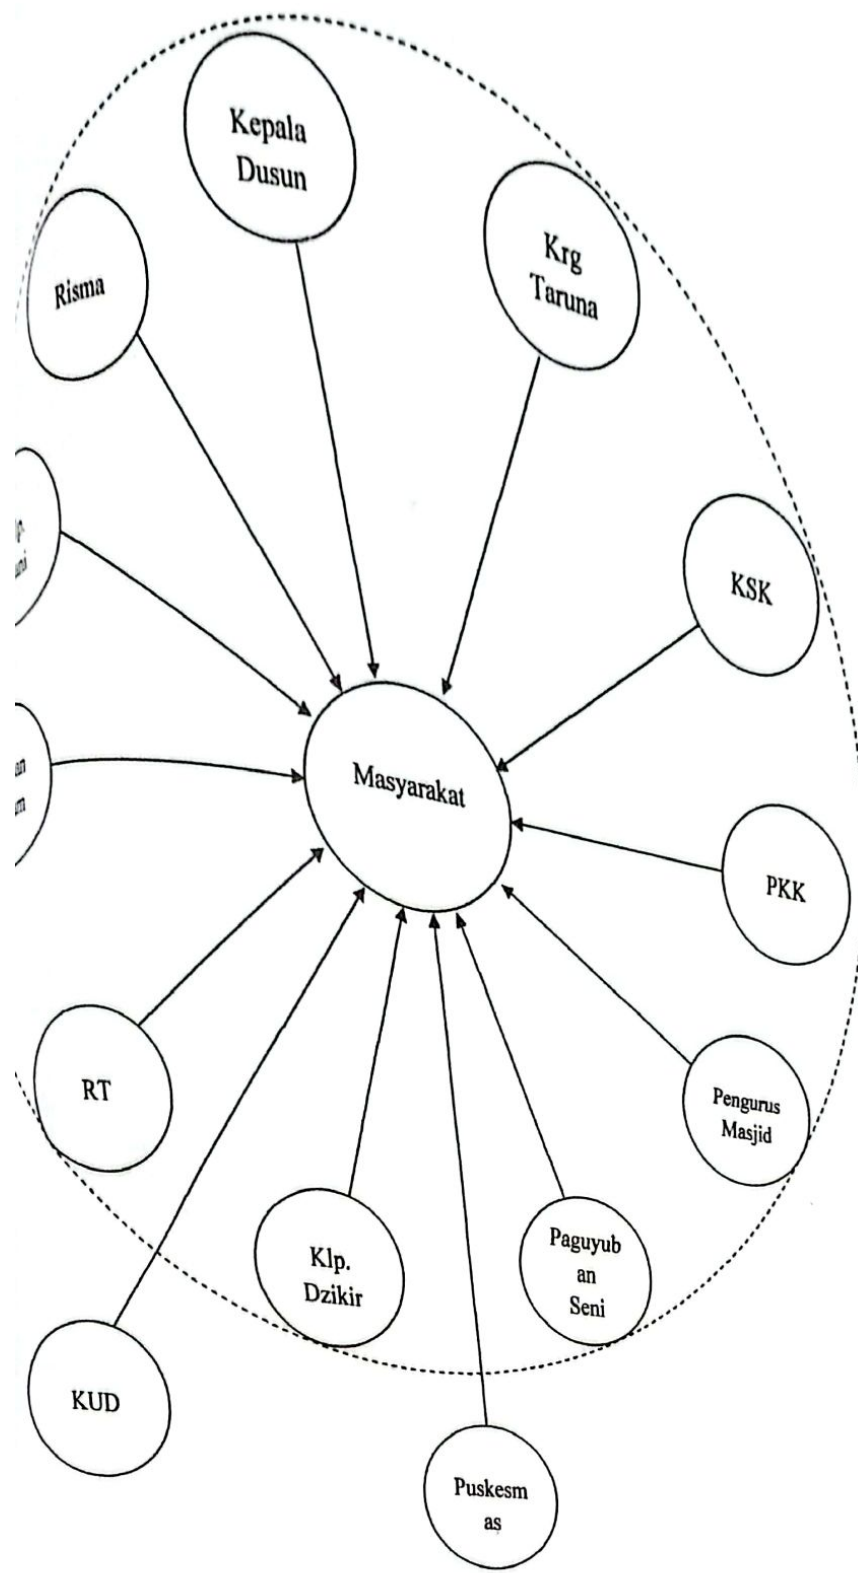 Kepala
Dusun
Krg
Taruna
Risma
KSK
Masyarakat
PKK
RT
Pengurus
Masjid
Klp.
Dzikir
Paguyub
an
Seni
KUD
Puskesm
as